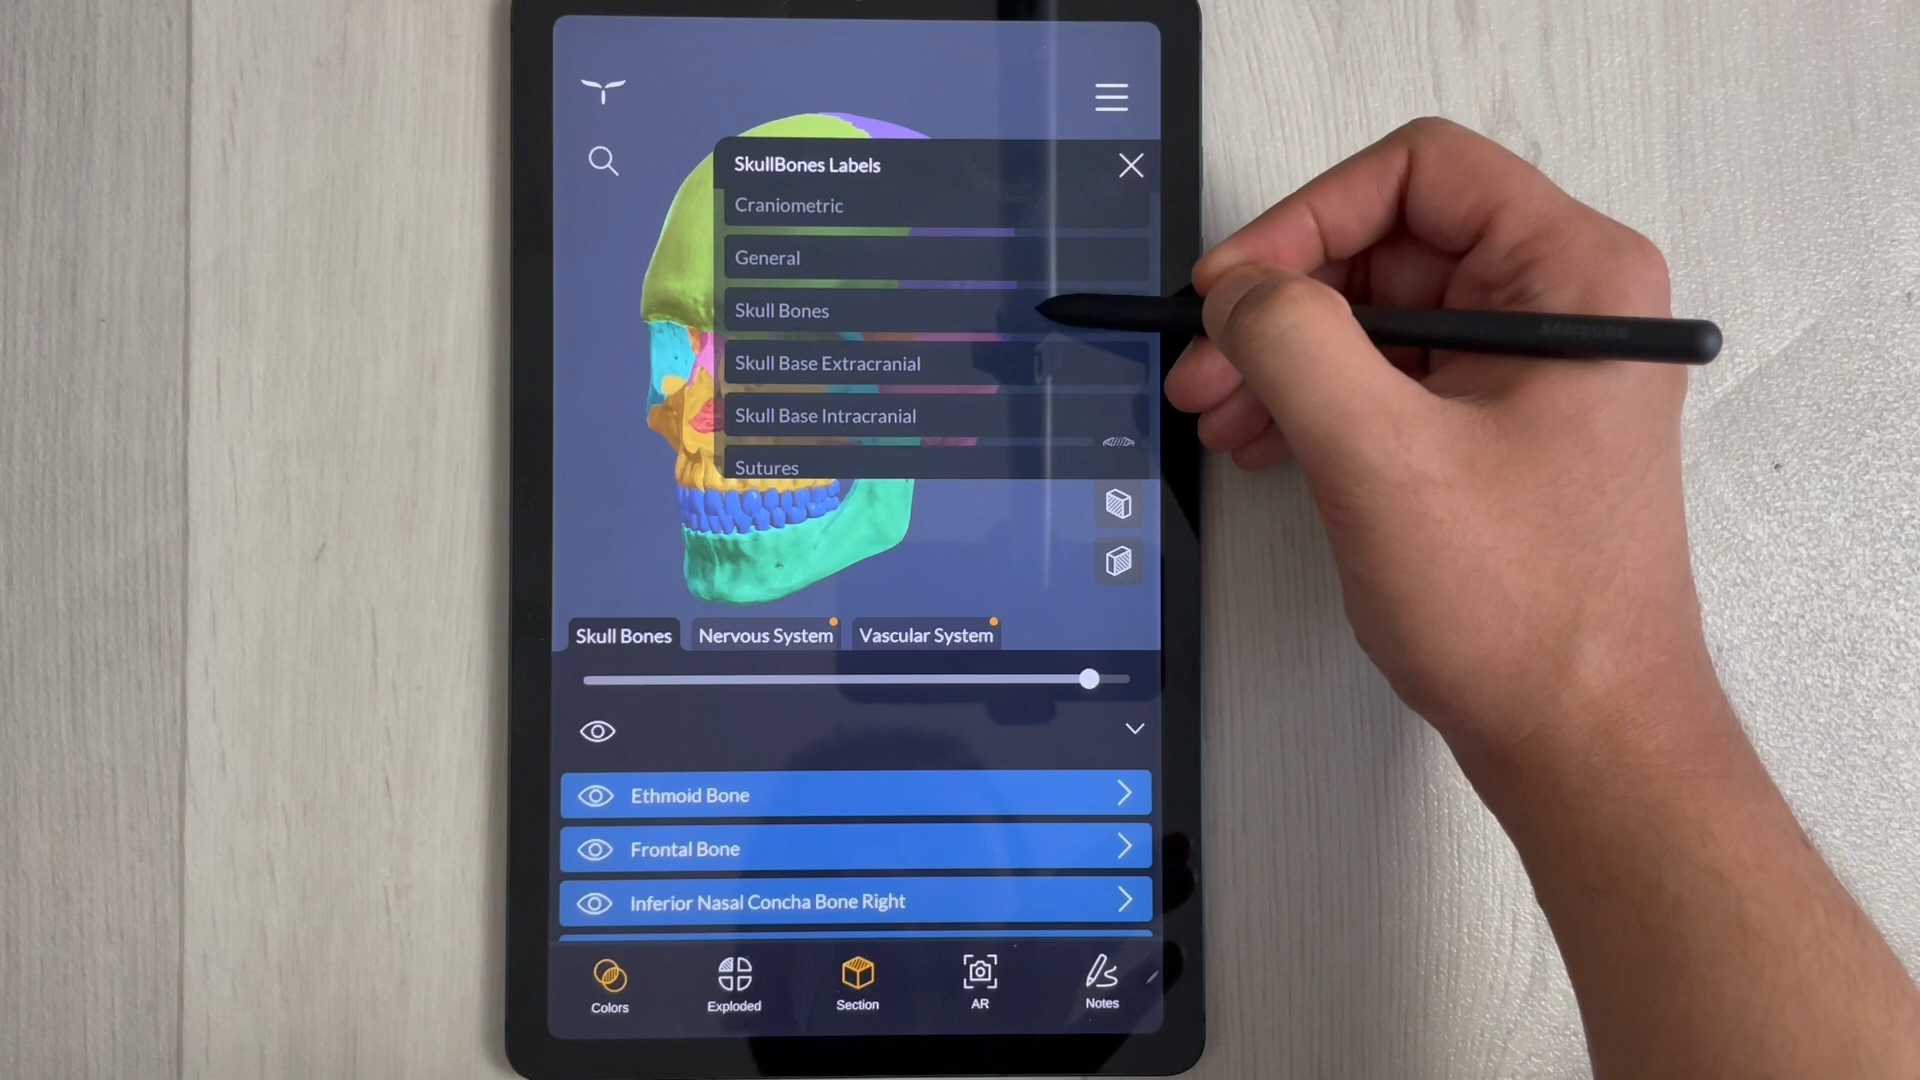 SkullBones Labels
Craniometric
General
Skull Bones
Skull Base Extracranial
Skull Base Intracranial
Sutures
Skull Bones
Nervous System
Vascular System
Ethmoid Bone
Frontal Bone
Inferior Nasal Concha Bone Right
Colors
Exploded
Section
AR
Notes
SAMSUNG